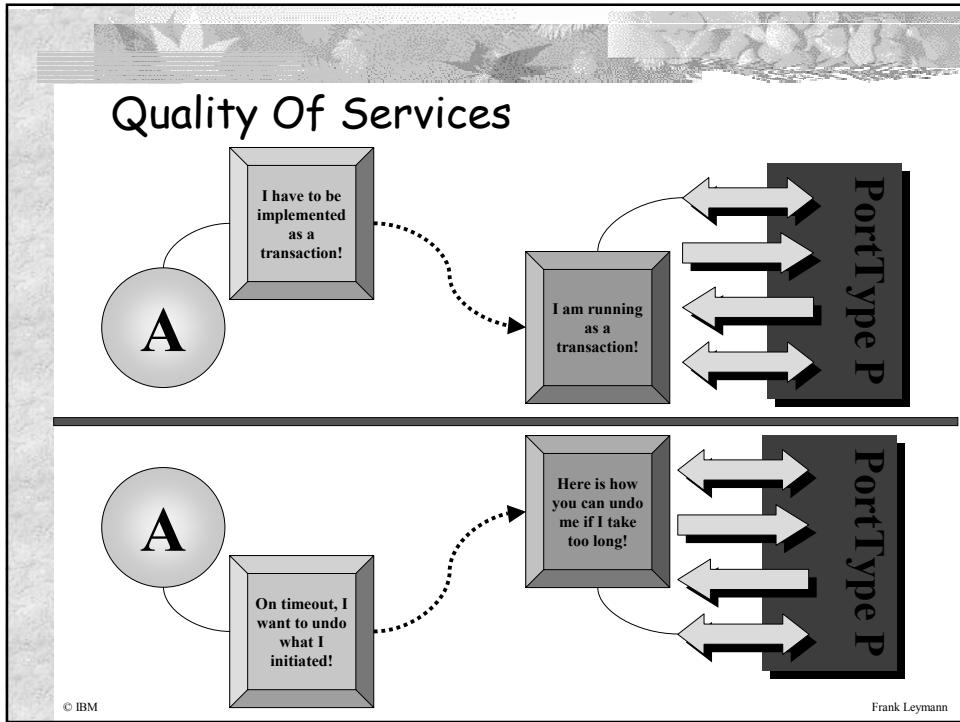 Quality Of Services
I have to be
implemented
as a
transaction!
A
I am running
as a
transaction!
PortType P
A
On timeout, I
want to undo
what I
initiated!
Here is how
you can undo
me if I take
too long!
PortType P
© IBM
Frank Leymann